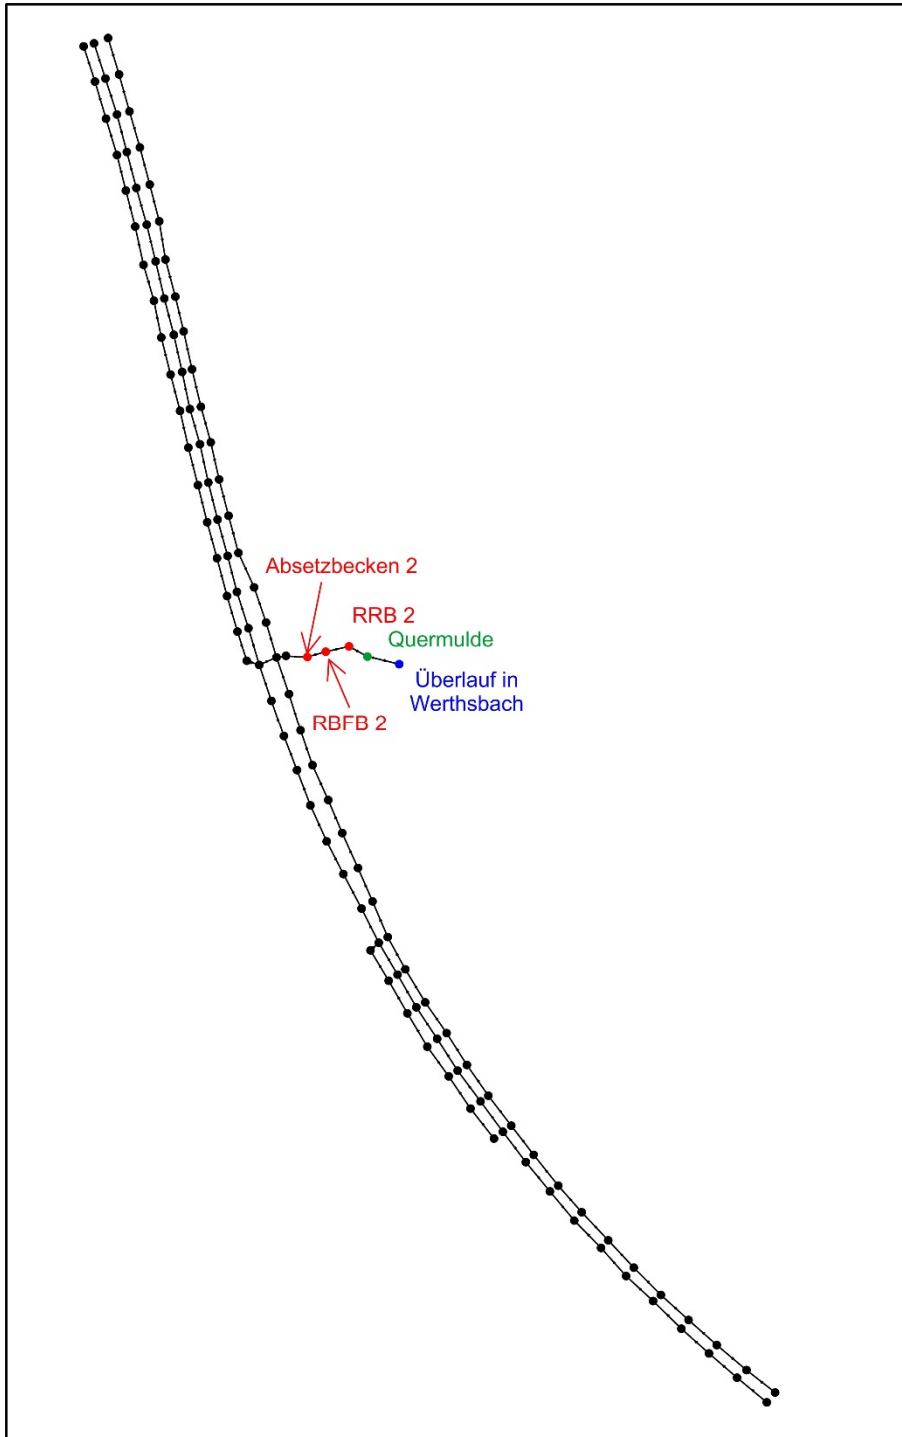 Absetzbecken 2
RRB 2
Quermulde
Überlauf in
Werthsbach
RBFB 2